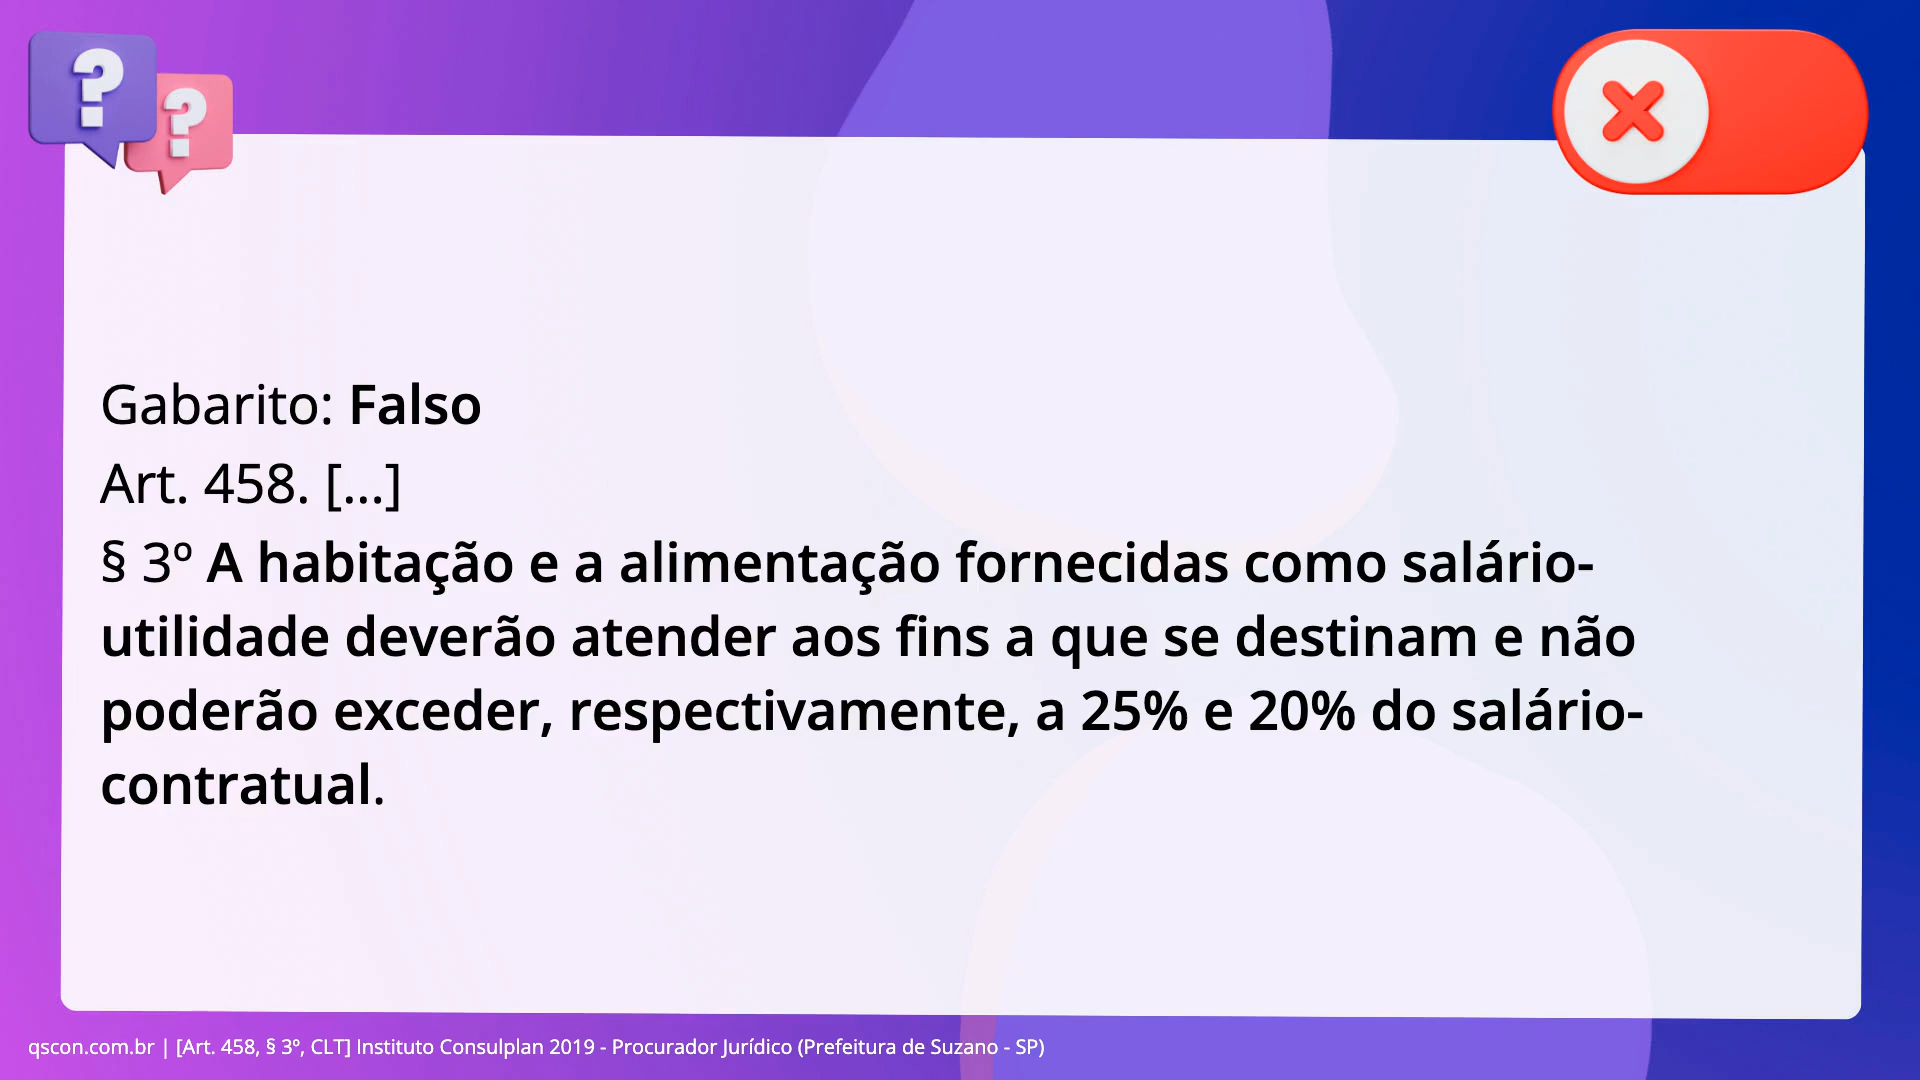 ? ?
Gabarito: Falso
Art. 458. [...]
§ 3º A habitação e a alimentação fornecidas como salário-
utilidade deverão atender aos fins a que se destinam e não
poderão exceder, respectivamente, a 25% e 20% do salário-
contratual.
qscon.com.br | [Art. 458, § 3º, CLT] Instituto Consulplan 2019 - Procurador Jurídico (Prefeitura de Suzano - SP)